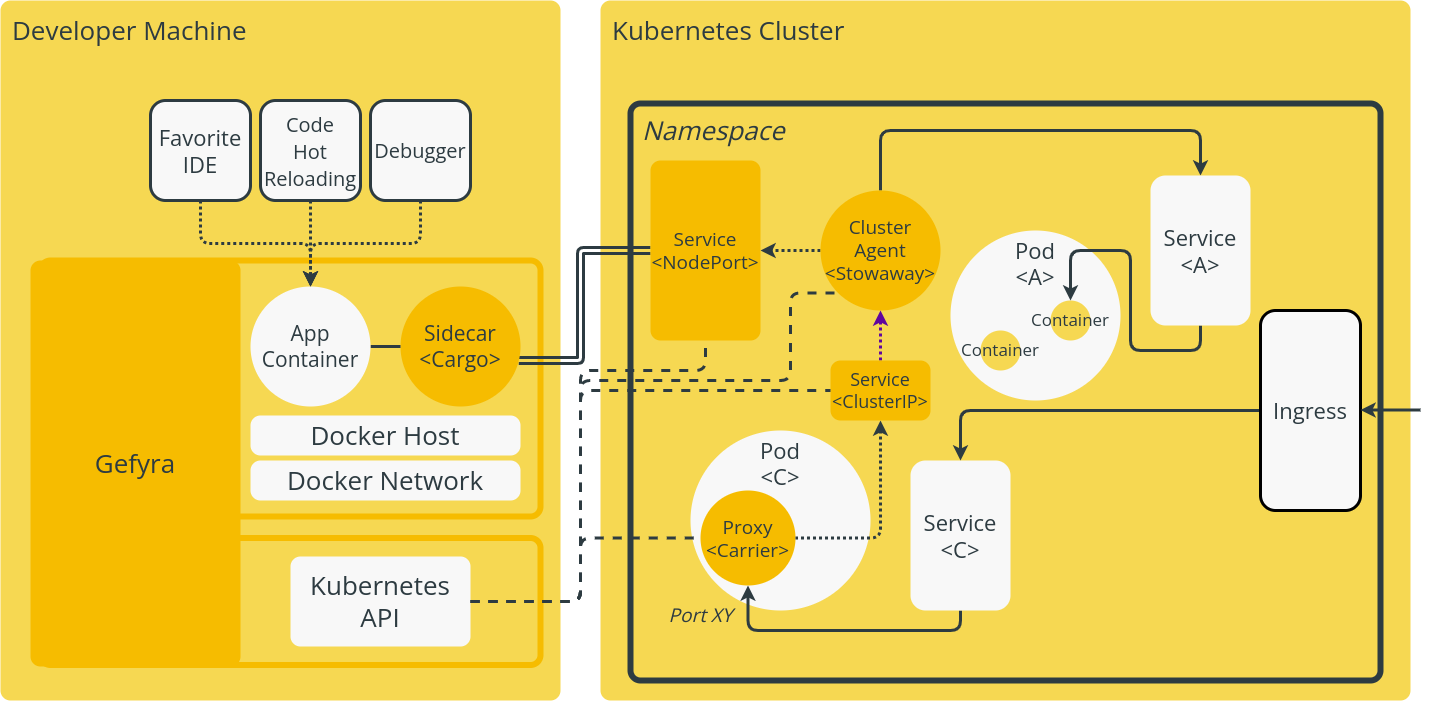 Developer Machine
Favorite
IDE
Code
Hot
Reloading
Debugger
Gefyra
App
Container
Sidecar
<Cargo>
Docker Host
Docker Network
Kubernetes
API
Kubernetes Cluster
Namespace
Service
<NodePort>
Cluster
Agent
<Stowaway>
Service
<A>
Pod
<A>
Container
Container
Service
<ClusterIP>
Ingress
Pod
<C>
Proxy
<Carrier>
Service
<C>
Port XY